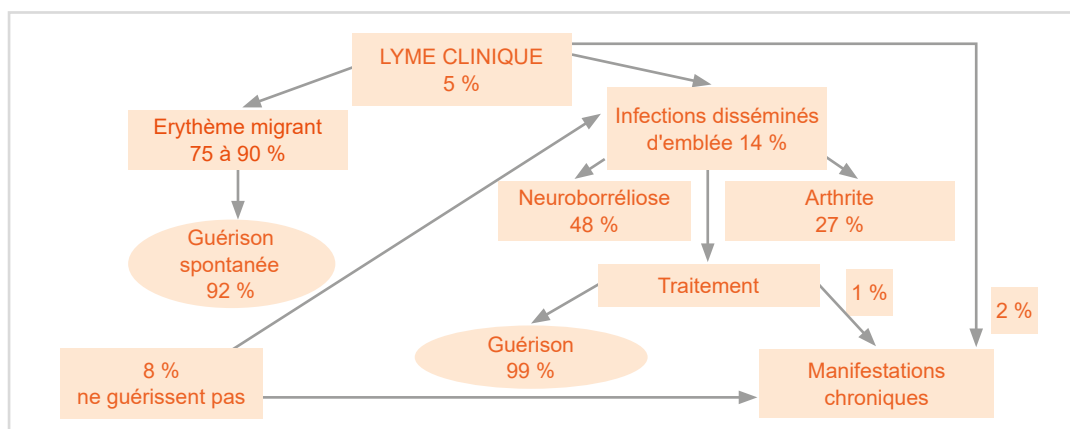 LYME CLINIQUE
5 %
Erythème migrant
75 à 90 %
Infections disséminés
d'emblée 14 %
Neuroborréliose
48 %
Arthrite
27 %
Guérison
spontanée
92 %
Traitement
1 %
2 %
Guérison
99 %
8 %
ne guérissent pas
Manifestations
chroniques